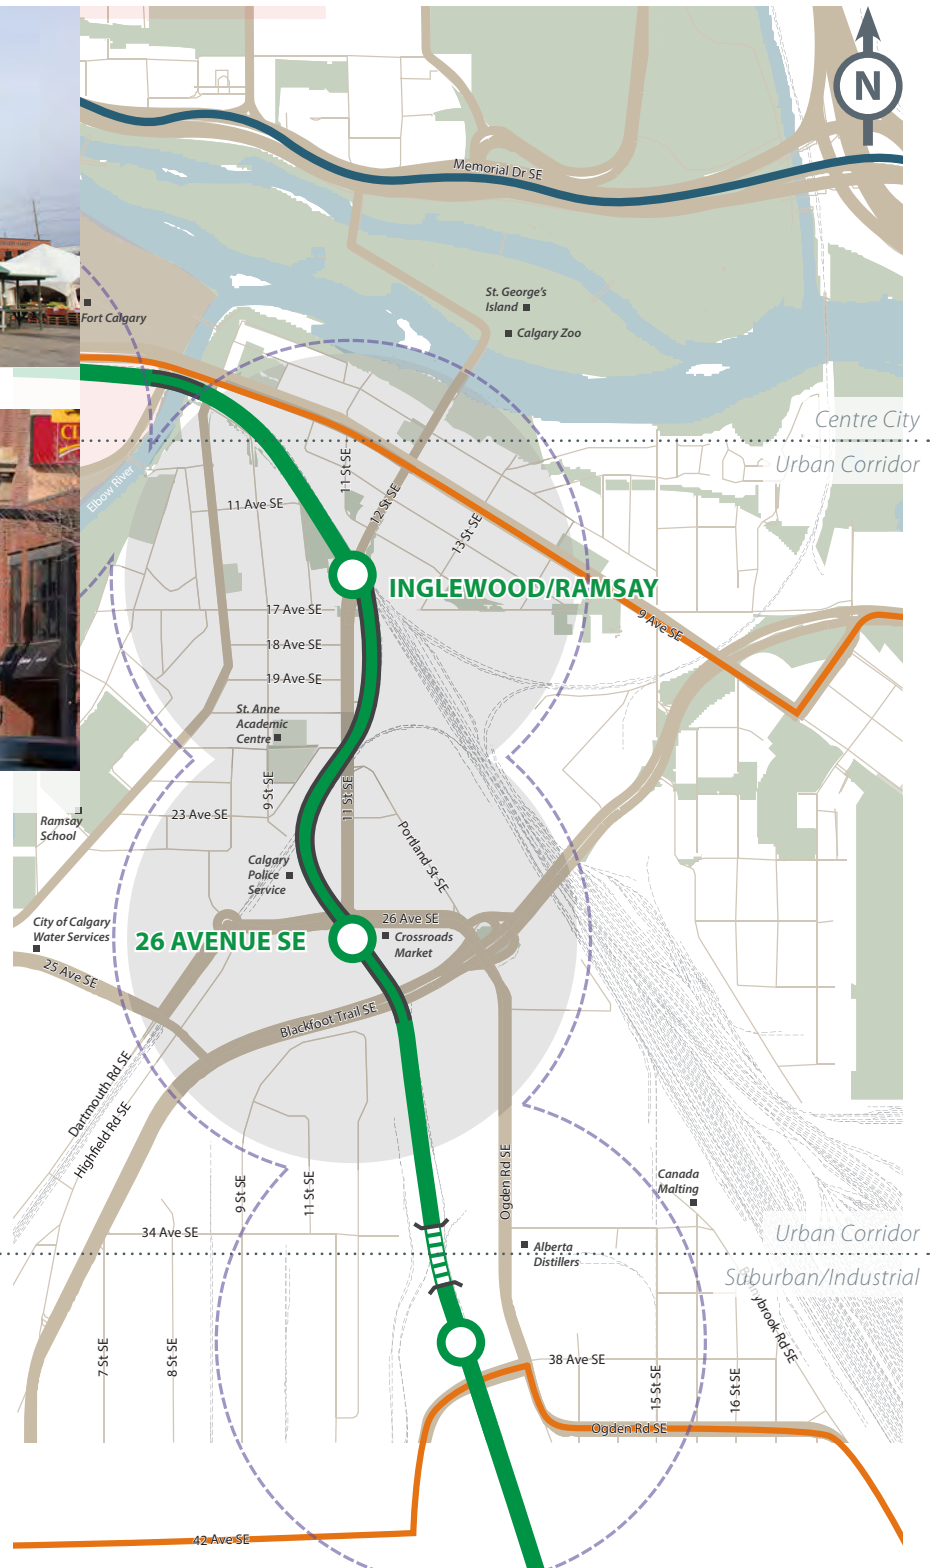 N
Memorial Dr SE
St. George's
Island
Calgary Zoo
Fort Calgary
Centre City
Urban Corridor
Elbow River
11 St SE
12 St SE
11 Ave SE
13 St SE
INGLEWOOD/RAMSAY
17 Ave SE
9 Ave SE
18 Ave SE
19 Ave SE
St. Anne
Academic
Centre
9 St SE
11 St SE
23 Ave SE
Ramsay
School
Portland St SE
Calgary
Police
Service
City of Calgary
Water Services
26 Ave SE
26 AVENUE SE
Crossroads
Market
25 Ave SE
Blackfoot Trail SE
Dartmouth Rd SE
Highfield Rd SE
9 St SE
11 St SE
Ogden Rd SE
Canada
Malting
34 Ave SE
Alberta
Distillers
Urban Corridor
Suburban/Industrial
7 St SE
8 St SE
38 Ave SE
15 St SE
16 St SE
Ogden Rd SE
42 Ave SE